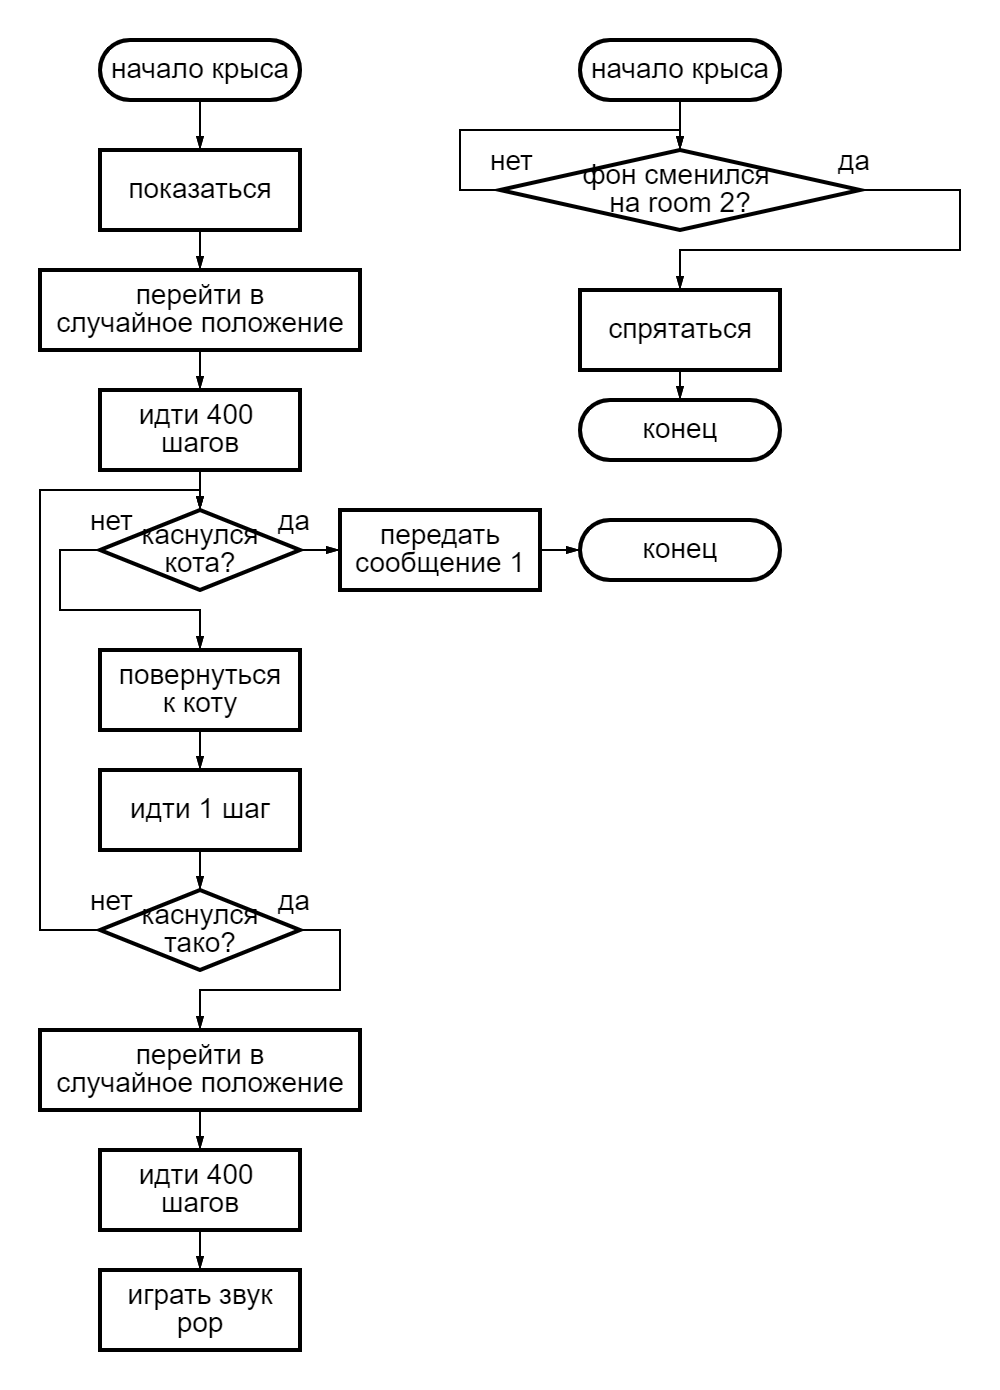 начало крыса
показаться
перейти в
случайное положение
идти 400
шагов
нет
каснулся
кота?
да
передать
сообщение 1
конец
повернуться
к коту
идти 1 шаг
нет
каснулся
тако?
да
перейти в
случайное положение
идти 400
шагов
играть звук
pop
начало крыса
нет
фон сменился
на room 2?
да
спрятаться
конец